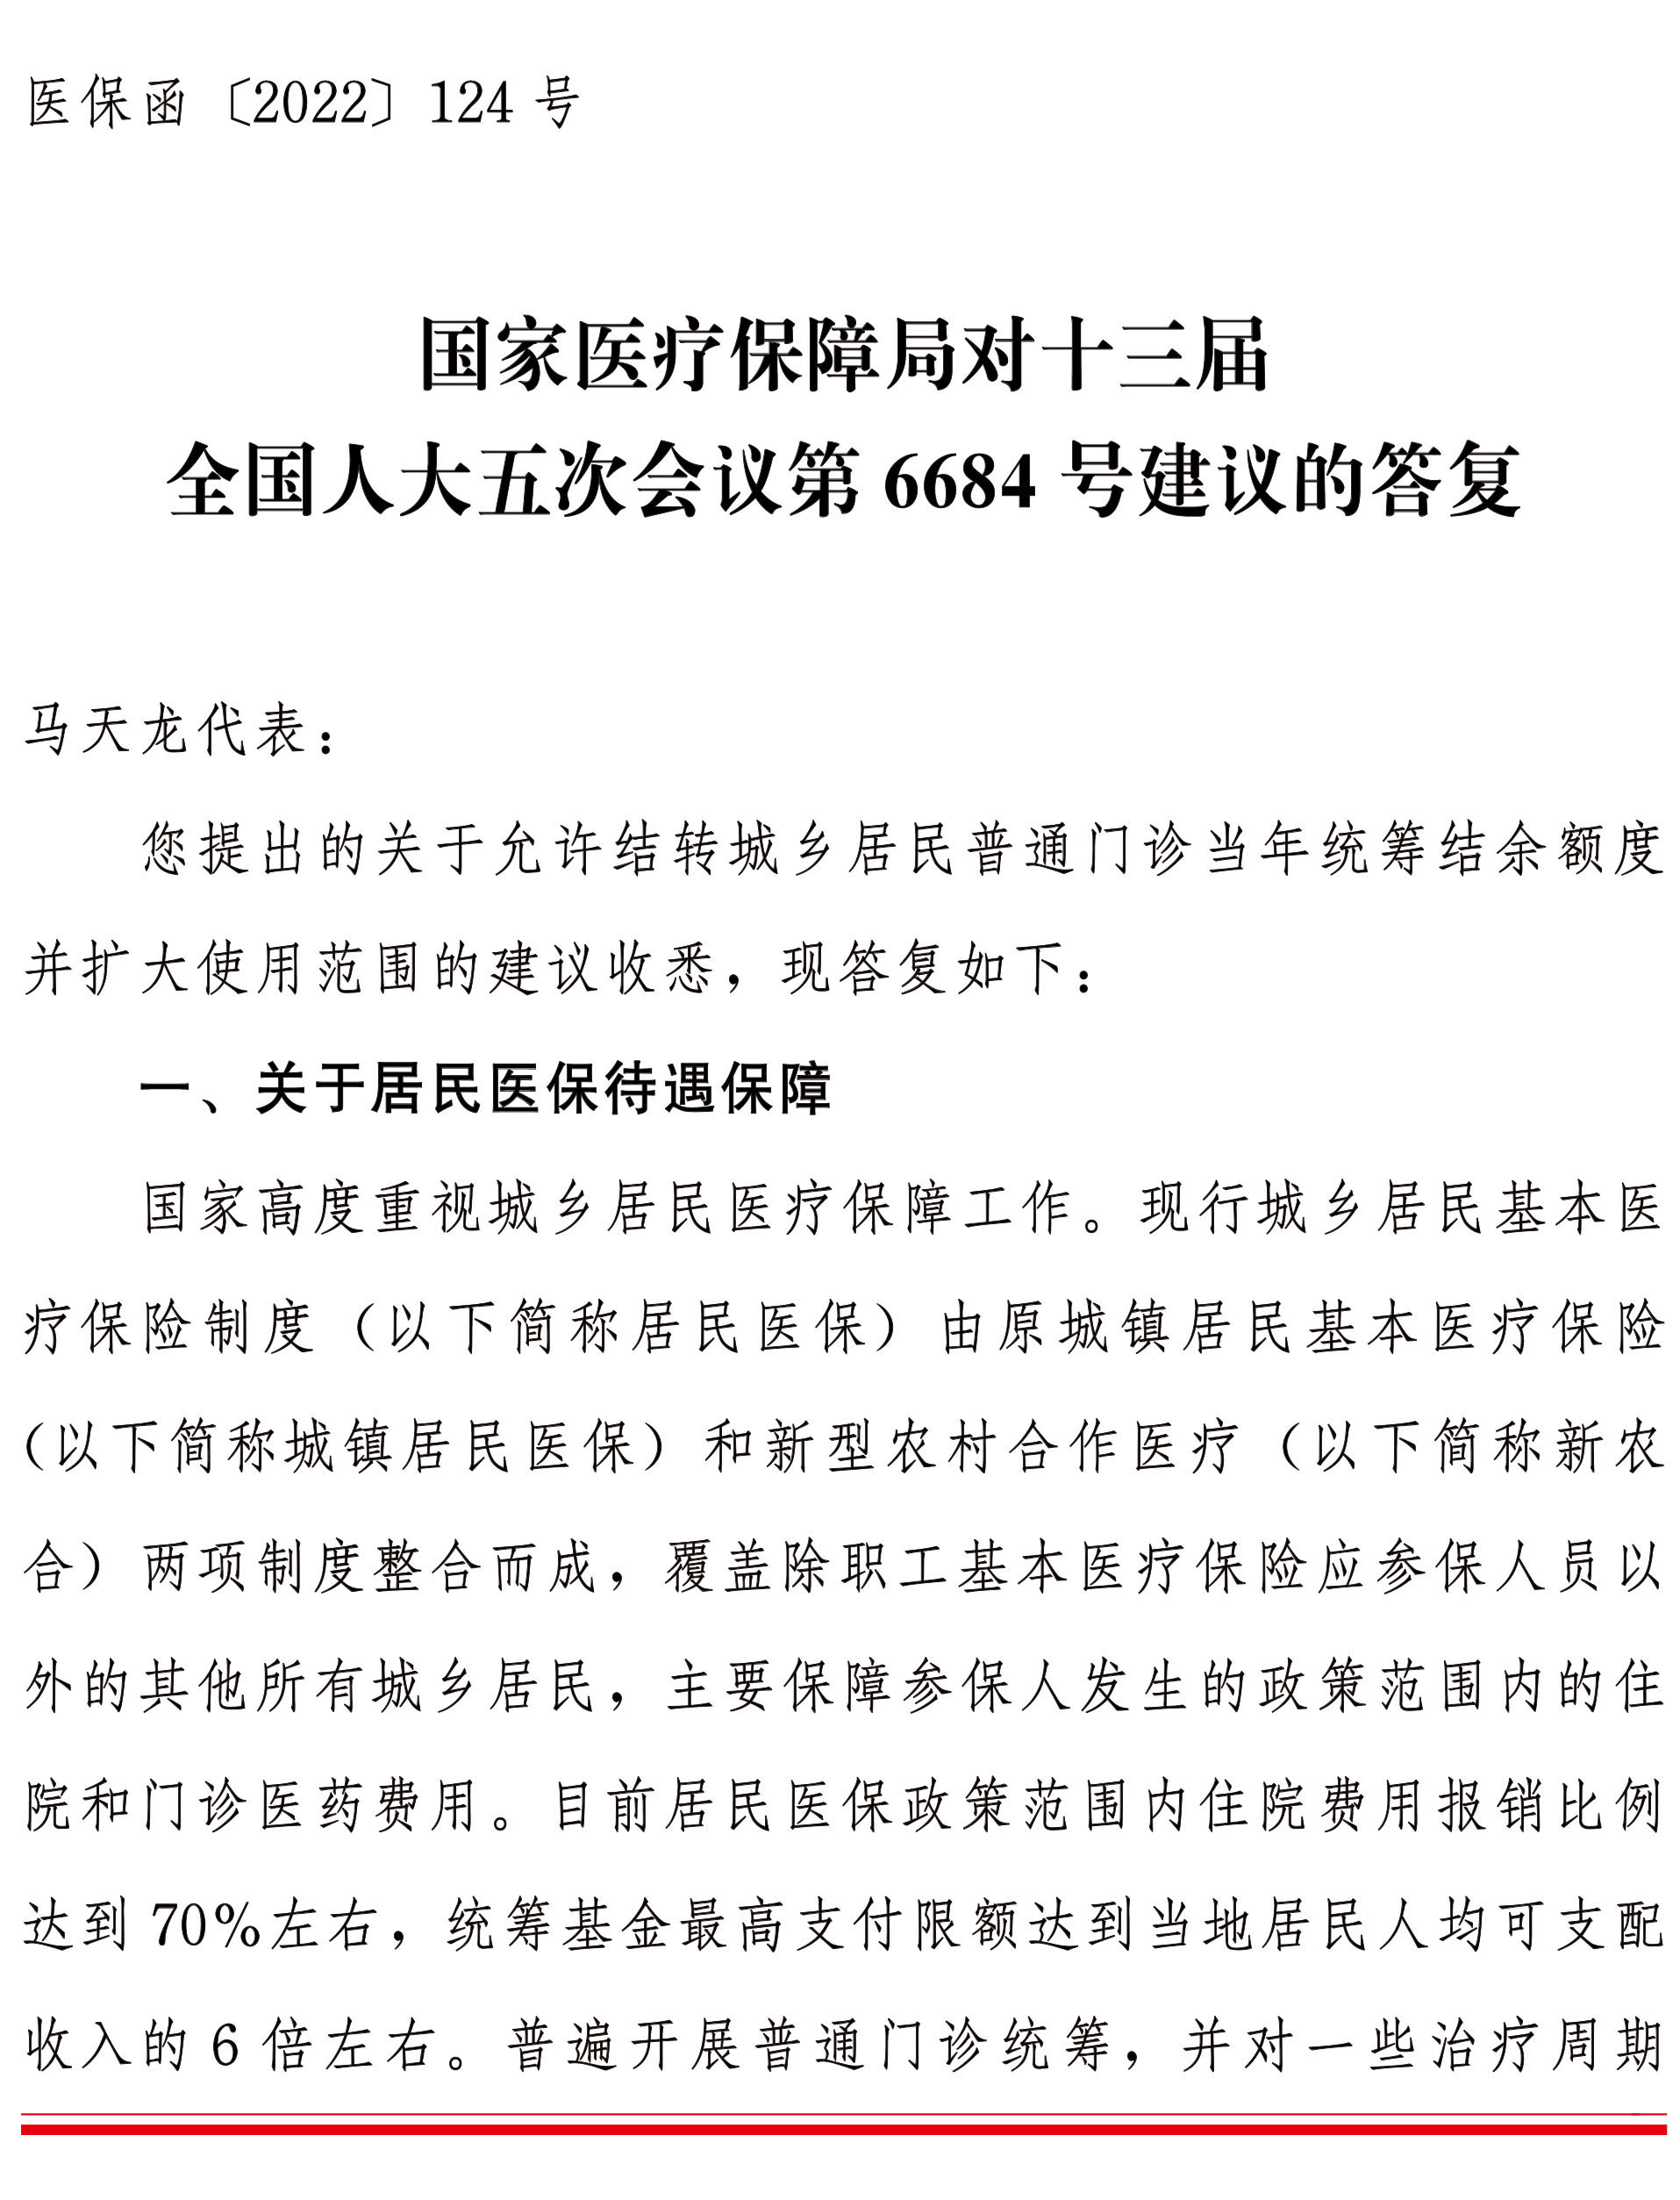 医保函〔2022〕124 号
国家医疗保障局对十三届
全国人大五次会议第 6684 号建议的答复
马天龙代表：
您提出的关于允许结转城乡居民普通门诊当年统筹结余额度
并扩大使用范围的建议收悉，现答复如下：
一、关于居民医保待遇保障
国家高度重视城乡居民医疗保障工作。现行城乡居民基本医
疗保险制度（以下简称居民医保）由原城镇居民基本医疗保险
（以下简称城镇居民医保）和新型农村合作医疗（以下简称新农
合）两项制度整合而成，覆盖除职工基本医疗保险应参保人员以
外的其他所有城乡居民，主要保障参保人发生的政策范围内的住
院和门诊医药费用。目前居民医保政策范围内住院费用报销比例
达到 70%左右，统筹基金最高支付限额达到当地居民人均可支配
收入的 6 倍左右。普遍开展普通门诊统筹，并对一些治疗周期